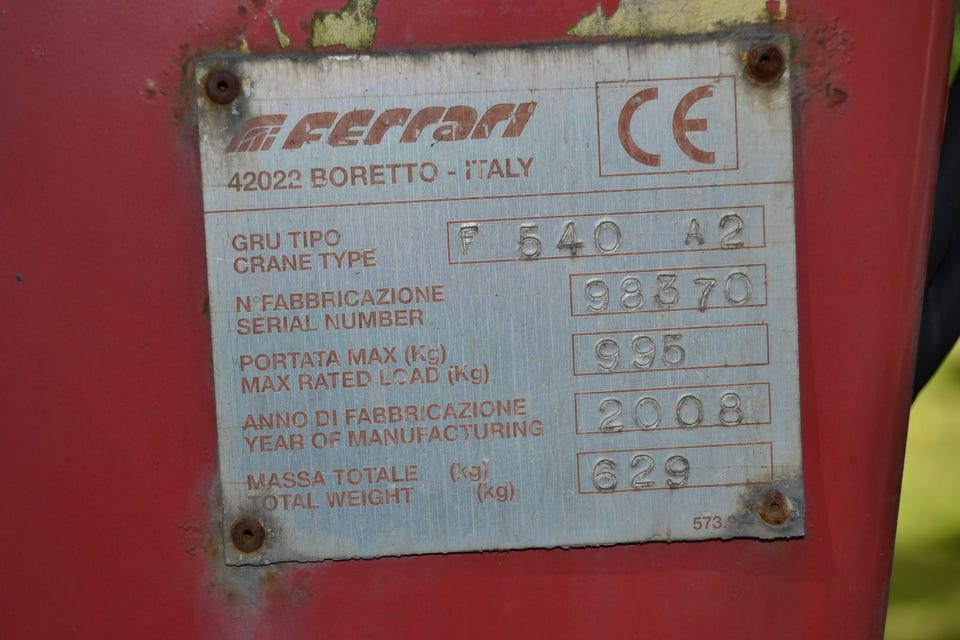 Ferrari
CE
42022 BORETTO - ITALY
GRU TIPO
CRANE TYPE
F 540 A2
N°FABBRICAZIONE
SERIAL NUMBER
98370
PORTATA MAX (Kg)
MAX RATED LOAD (Kg)
995
ANNO DI FABBRICAZIONE
YEAR OF MANUFACTURING
2008
MASSA TOTALE (kg)
TOTAL WEIGHT (kg)
629